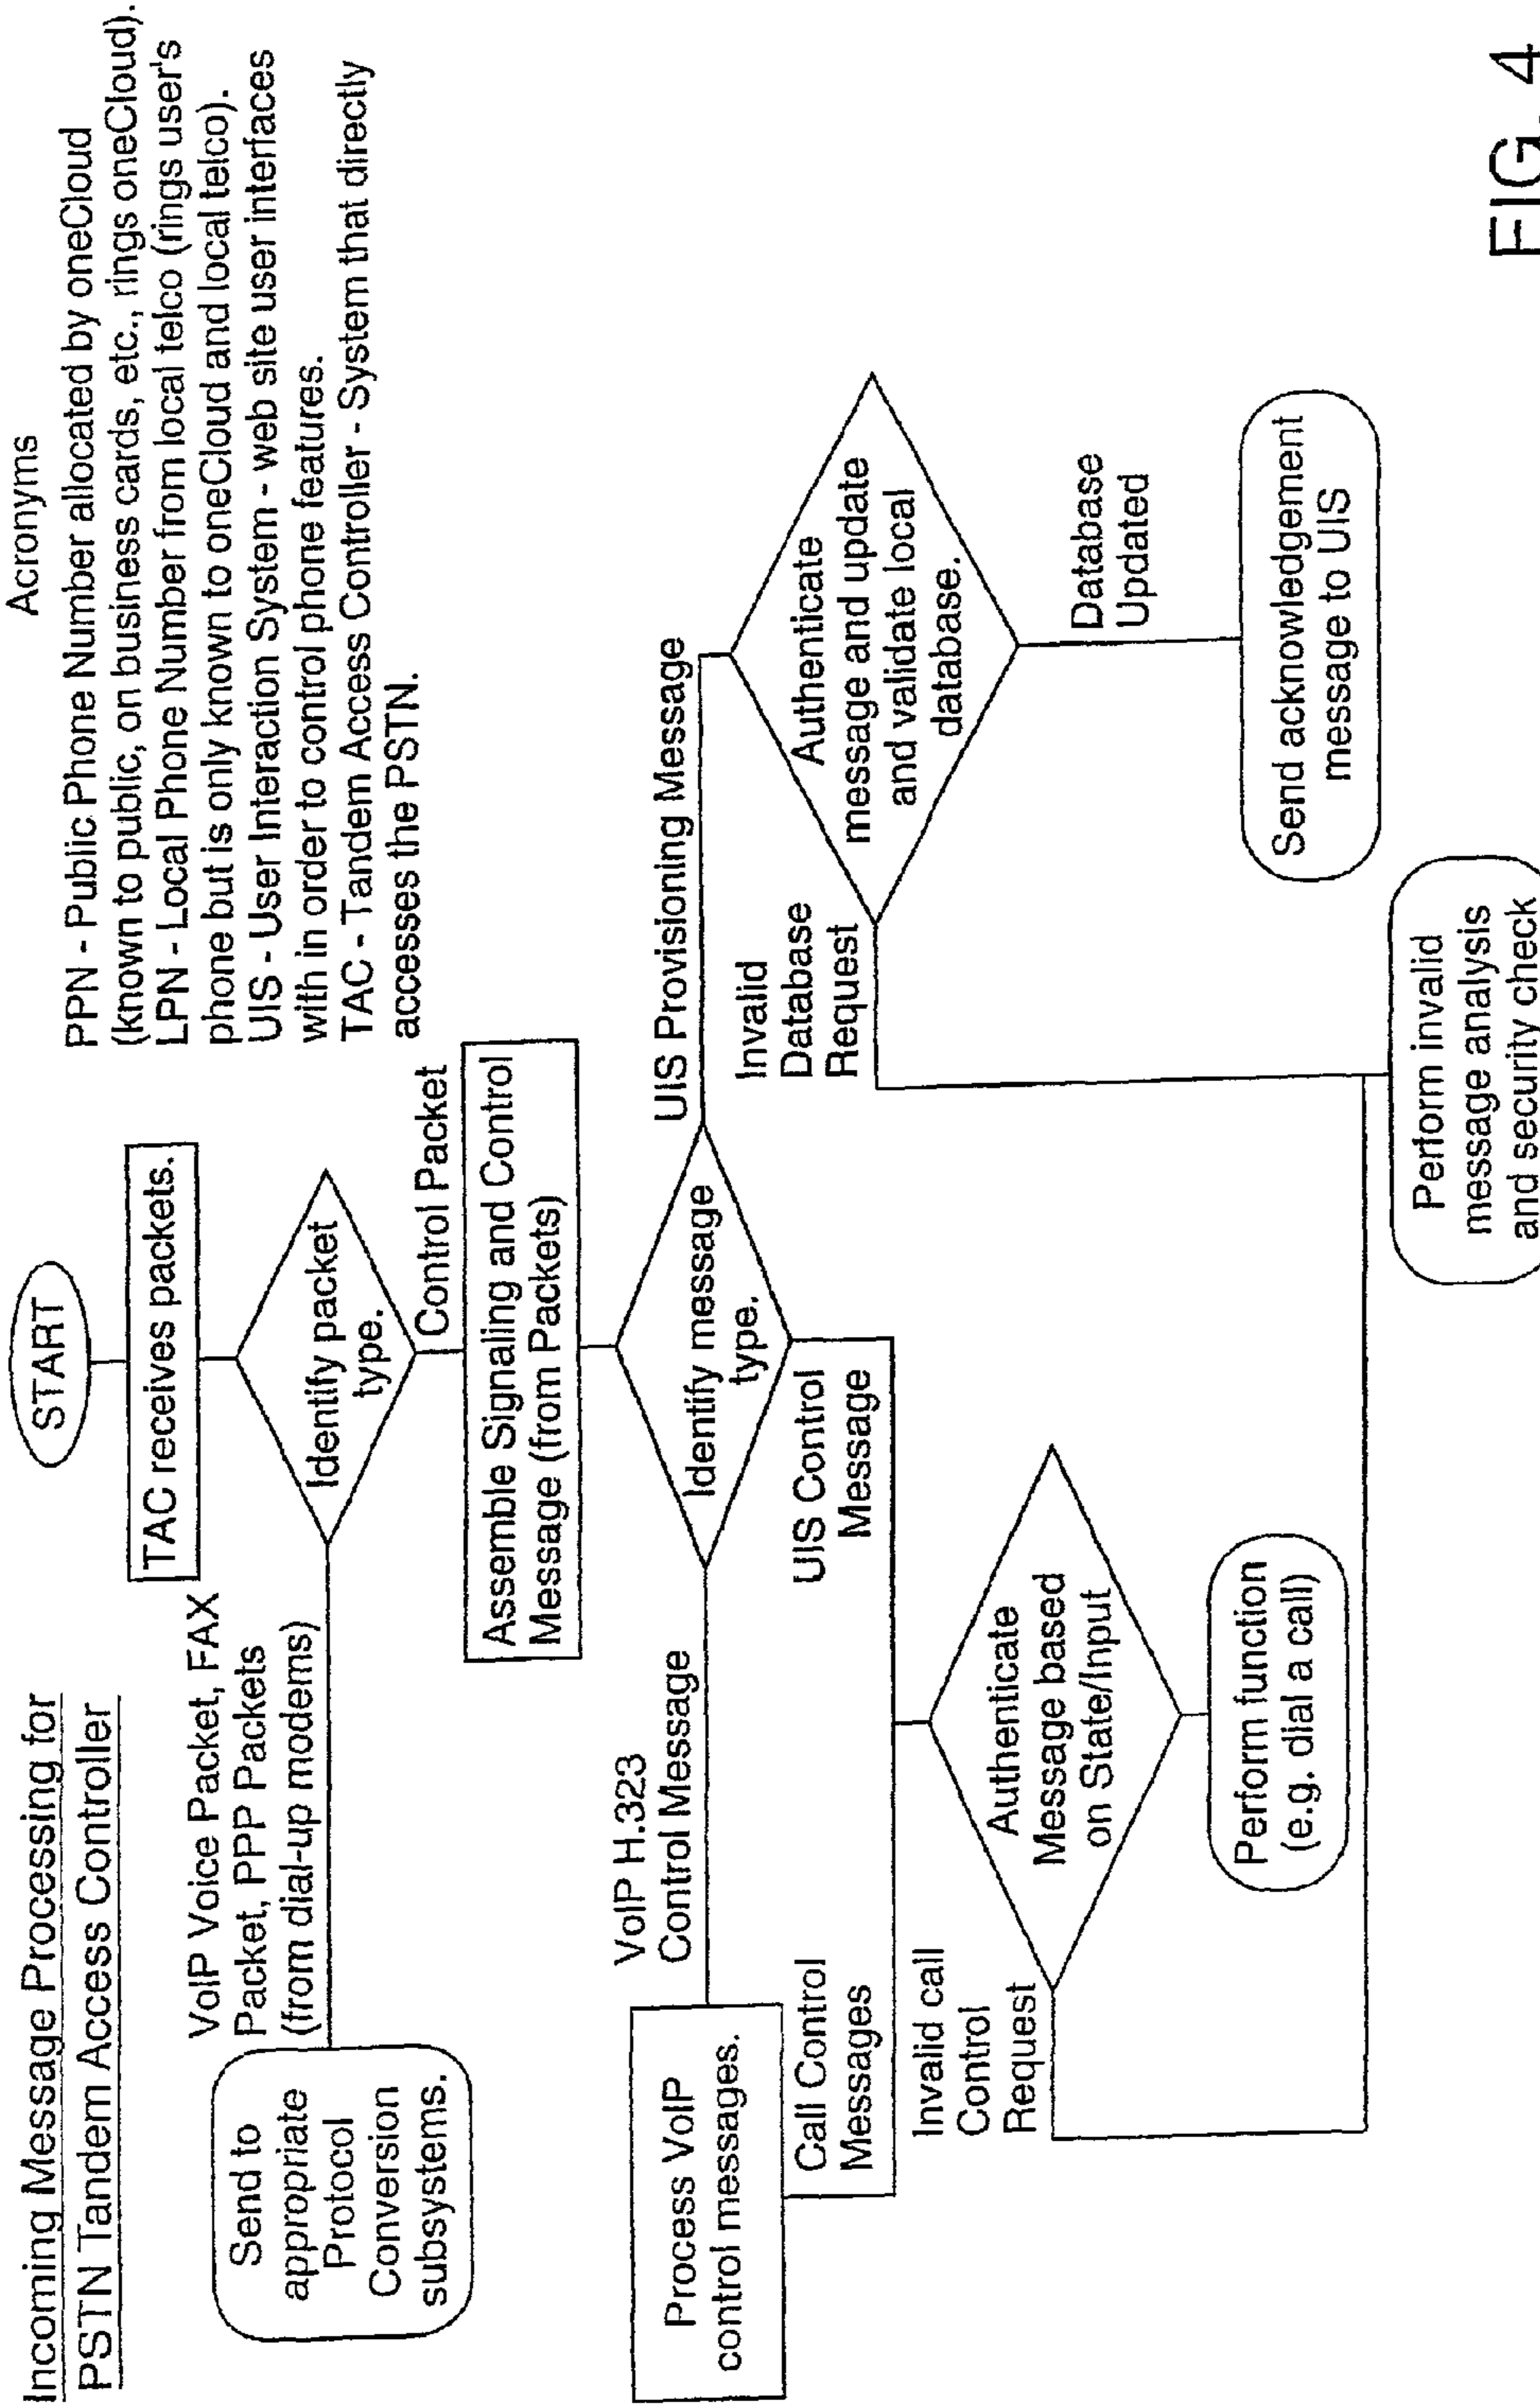 Incoming Message Processing for
PSTN Tandem Access Controller
Acronyms
PPN - Public Phone Number allocated by oneCloud
(known to public, on business cards, etc., rings oneCloud).
LPN - Local Phone Number from local telco (rings user's
phone but is only known to oneCloud and local telco).
UIS - User Interaction System - web site user interfaces
with in order to control phone features.
TAC - Tandem Access Controller - System that directly
accesses the PSTN.
START
TAC receives packets.
Identify packet
type.
VoIP Voice Packet, FAX
Packet, PPP Packets
(from dial-up modems)
Send to
appropriate
Protocol
Conversion
subsystems.
Control Packet
Assemble Signaling and Control
Message (from Packets)
Identify message
type.
VoIP H.323
Control Message
Process VoIP
control messages.
Call Control
Messages
UIS Control
Message
UIS Provisioning Message
Authenticate
message and update
and validate local
database.
Invalid
Database
Request
Database
Updated
Send acknowledgement
message to UIS
Authenticate
Message based
on State/Input
Invalid call
Control
Request
Perform function
(e.g. dial a call)
Perform invalid
message analysis
and security check
FIG. 4